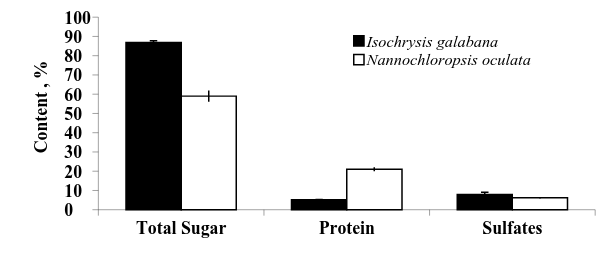 100
90
80
70
60
50
40
30
20
10
0
Content , %
Isochrysis galabana
Nannochloropsis oculata
Total Sugar Protein Sulfates